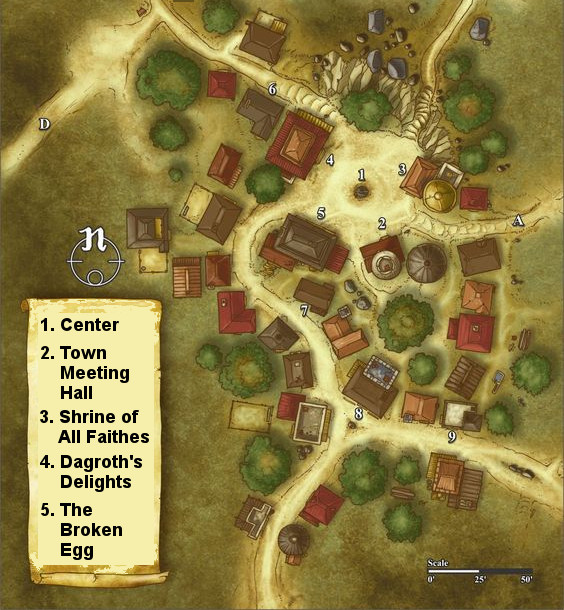 D
6
4
1
3
A
5
2
n
7
8
9
1. Center
2. Town
Meeting
Hall
3. Shrine of
All Faithes
4. Dagroth's
Delights
5. The
Broken
Egg
Scale
0' 25' 50'